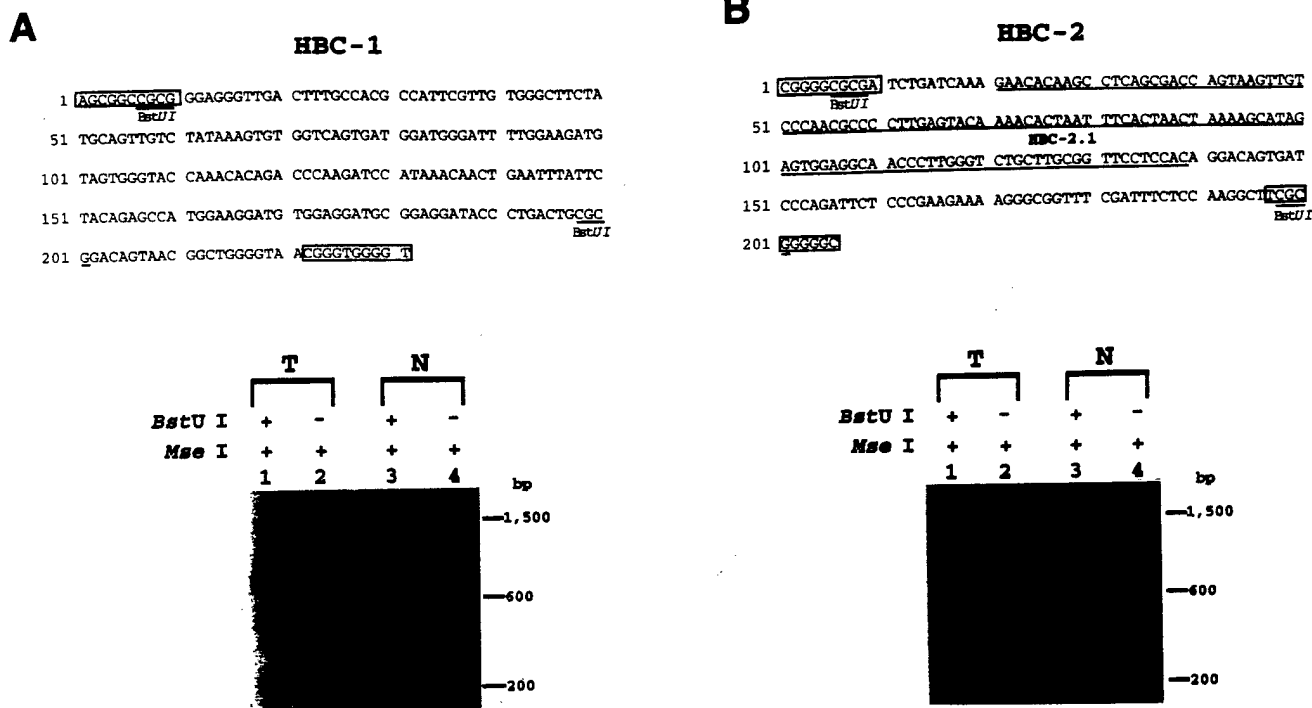 A
HBC-1
1 AGCGGCCGCG GGAGGGTTGA CTTTGCCACG CCATTCGTTG TGGGCTTCTA
BstUI
51 TGCAGTTGTC TATAAAGTGT GGTCAGTGAT GGATGGGATT TTGGAAGATG
101 TAGTGGGTAC CAAACACAGA CCCAAGATCC ATAAACAACT GAATTTATTC
151 TACAGAGCCA TGGAAGGATG TGGAGGATGC GGAGGATACC CTGACTGCGC
BstUI
201 GGACAGTAAC GGCTGGGGTA ACGGGTGGGG T
T N
BstU I + - + -
Mse I + + + +
1 2 3 4 bp
1,500
600
200
B
HBC-2
1 CGGGGCGCGA TCTGATCAAA GAACACAAGC CCTCAGCGACC AGTAAGTTGT
BstUI
51 CCCAACGCCC CTTGAGTACA AAACACTAAT TTCACTAACT AAAAGCATAG
HBC-2.1
101 AGTGGAGGCA ACCCTTGGGT CTGCTTGCGG TTCCTCCACA GGACAGTGAT
151 CCCAGATTCT CCCGAAGAAA AGGGCGGTTT CGATTTCTCC AAGGCTTCGC
BstUI
201 GGGGGC
T N
BstU I + - + -
Mse I + + + +
1 2 3 4 bp
1,500
600
200